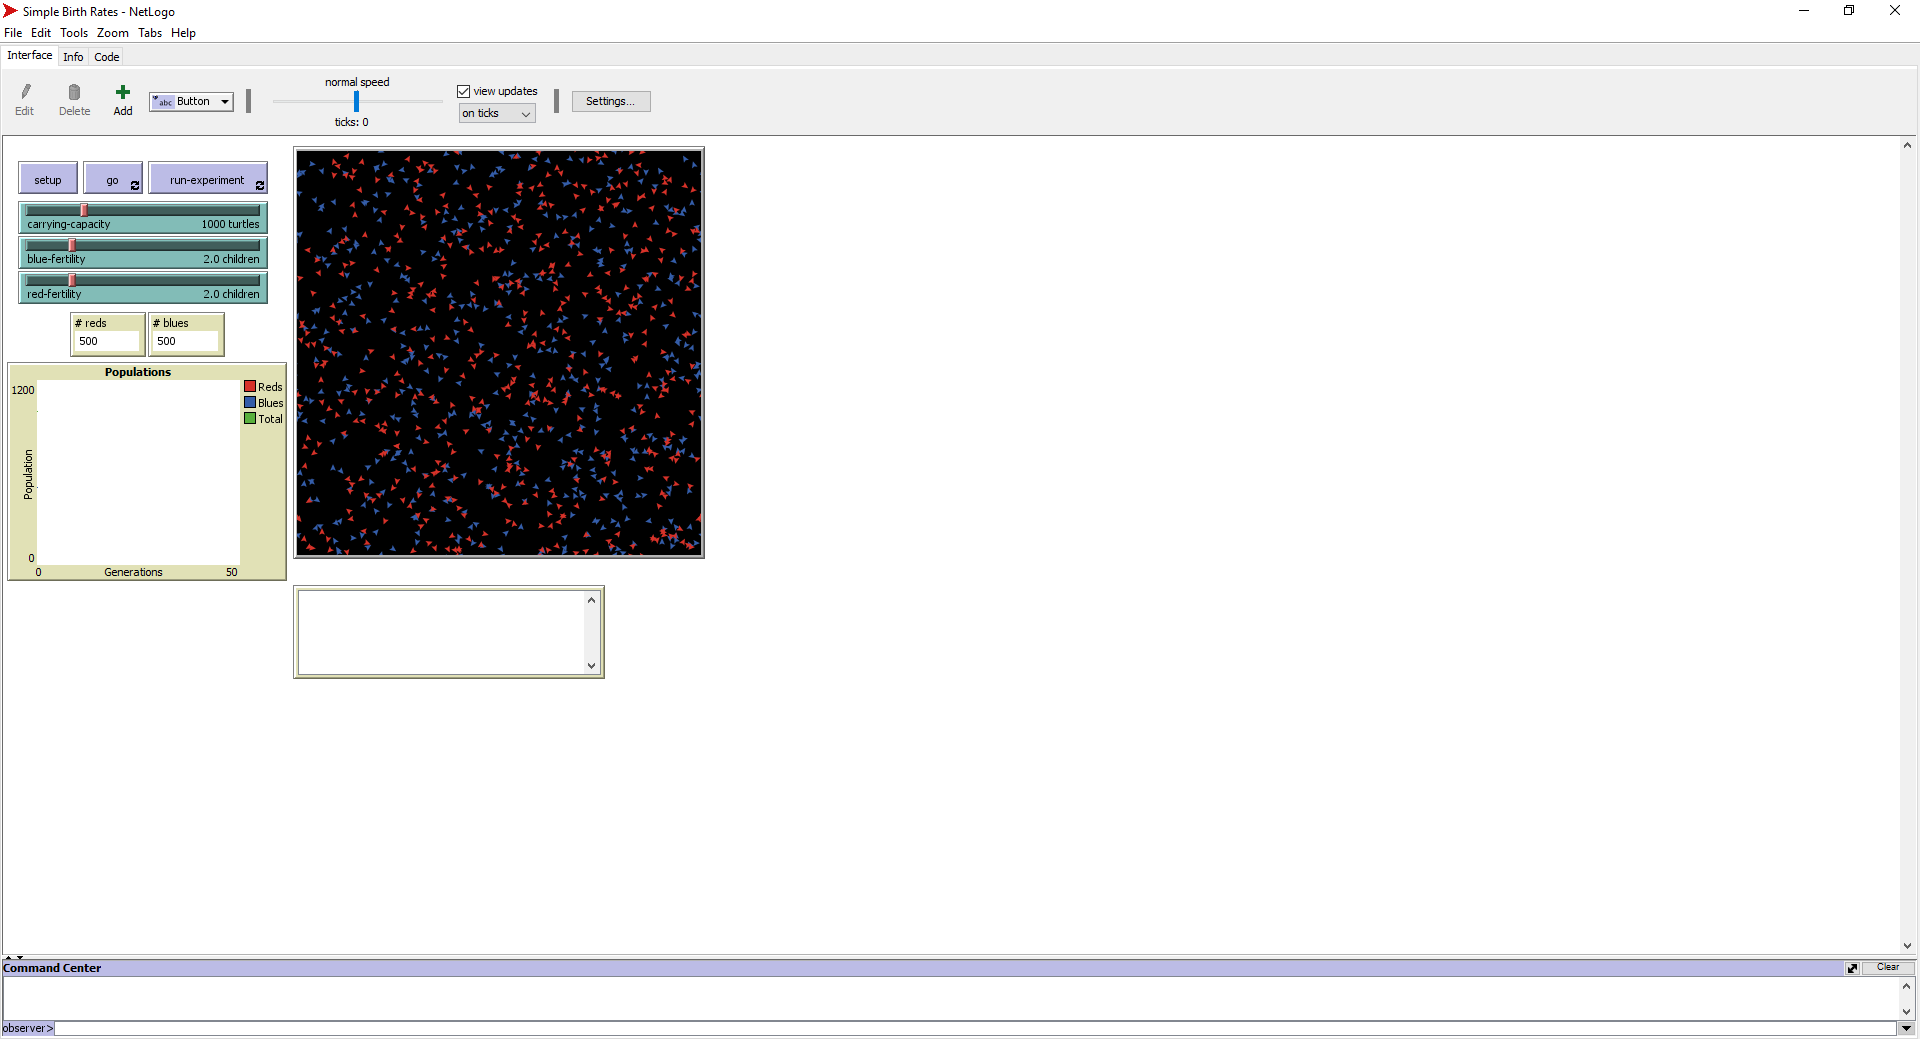 Simple Birth Rates - NetLogo
File Edit Tools Zoom Tabs Help
Interface Info Code
Edit Delete Add
abc Button
normal speed
ticks: 0
view updates
on ticks
Settings...
setup go run-experiment
carrying-capacity 1000 turtles
blue-fertility 2.0 children
red-fertility 2.0 children
# reds # blues
500 500
Populations
1200
Population
0
0 Generations 50
Reds
Blues
Total
Command Center Clear
observer>